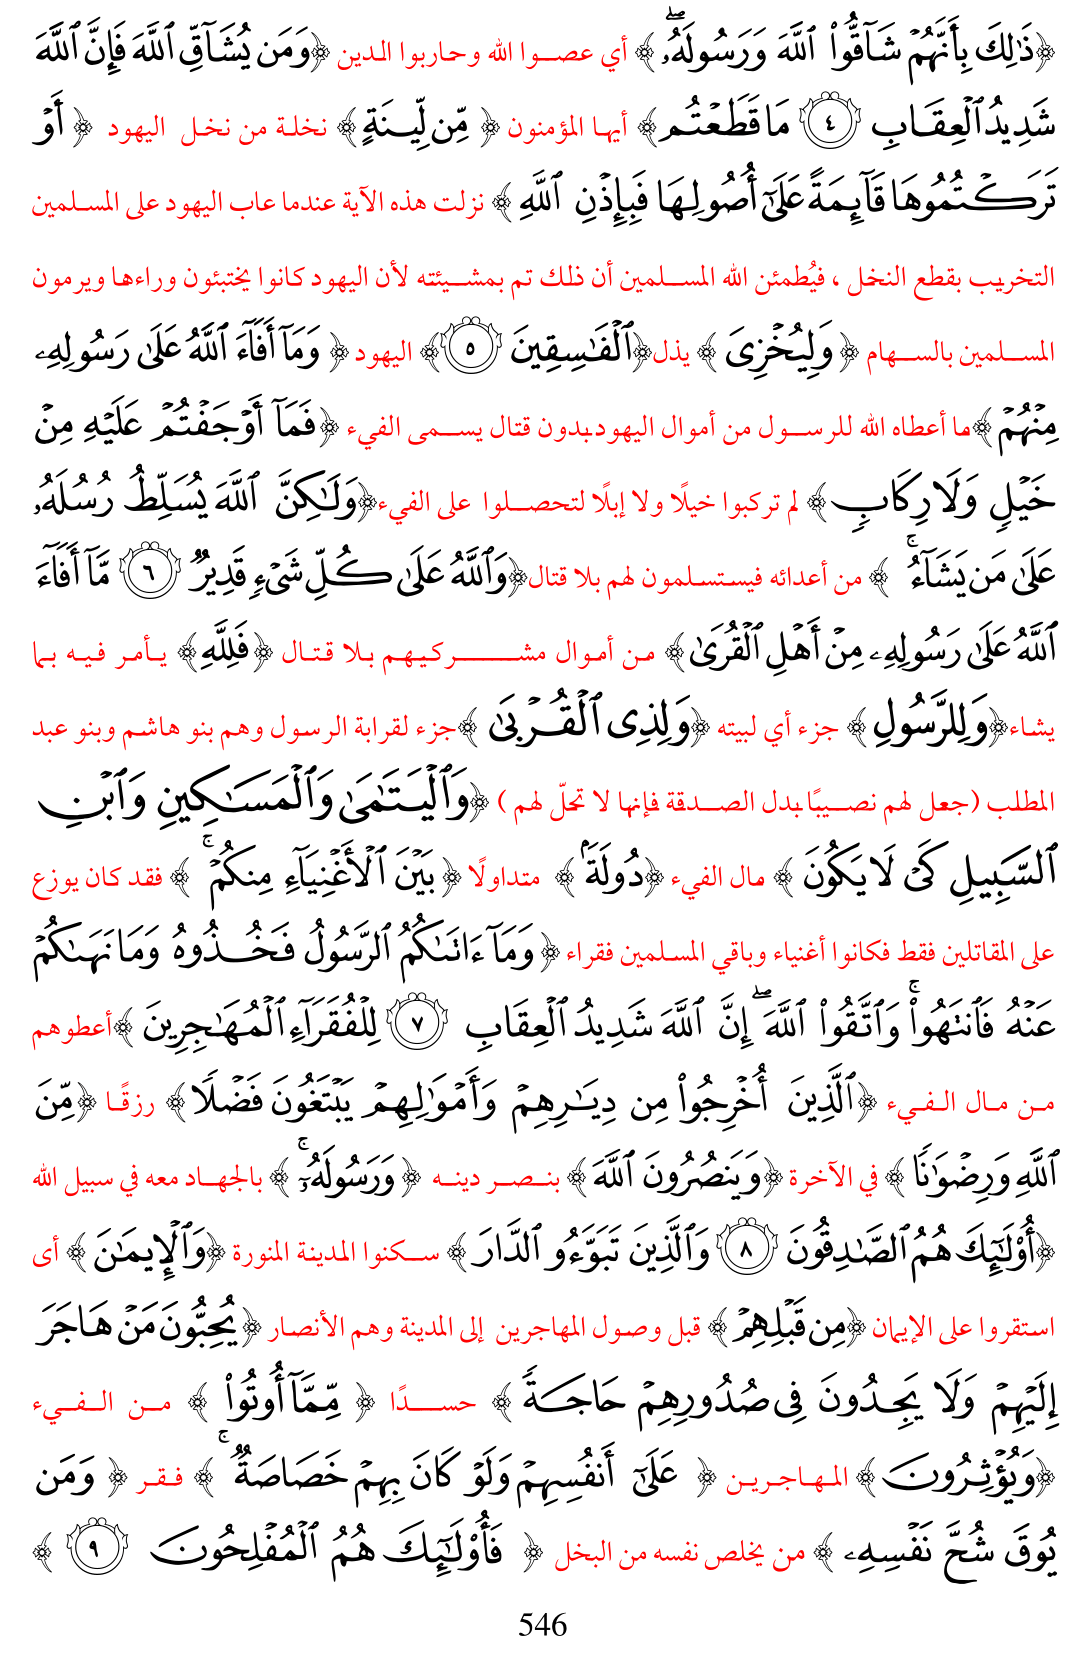 ﴿ذَٰلِكَ بِأَنَّهُمْ شَآقُّوا۟ ٱللَّهَ وَرَسُولَهُۥ ۖ﴾ أي عصوا الله وحاربوا الدين ﴿وَمَن يُشَآقِّ ٱللَّهَ فَإِنَّ ٱللَّهَ
شَدِيدُ ٱلْعِقَابِ ٤ مَا قَطَعْتُم﴾ أيها المؤمنون ﴿ مِّن لِّينَةٍ﴾ نخلة من نخل اليهود ﴿ أَوْ
تَرَكْتُمُوهَا قَآئِمَةً عَلَىٰٓ أُصُولِهَا فَبِإِذْنِ ٱللَّهِ ﴾ نزلت هذه الآية عندما عاب اليهود على المسلمين
التخريب بقطع النخل ، فيُطمئن الله المسلمين أن ذلك تم بمشيئته لأن اليهود كانوا يختبئون وراءها ويرمون
المسلمين بالسهام ﴿ وَلِيُخْزِىَ ﴾ يذل﴿ٱلْفَٰسِقِينَ ٥﴾ اليهود ﴿ وَمَآ أَفَآءَ ٱللَّهُ عَلَىٰ رَسُولِهِۦ
مِنْهُمْ ﴾ما أعطاه الله للرسول من أموال اليهود بدون قتال يسمى الفيء ﴿فَمَآ أَوْجَفْتُمْ عَلَيْهِ مِنْ
خَيْلٍ وَلَا رِكَابٍ﴾ لم تركبوا خيلًا ولا إبلًا لتحصلوا على الفيء﴿وَلَٰكِنَّ ٱللَّهَ يُسَلِّطُ رُسُلَهُۥ
عَلَىٰ مَن يَشَآءُ ۚ ﴾ من أعدائه فيستسلمون لهم بلا قتال﴿وَٱللَّهُ عَلَىٰ كُلِّ شَىْءٍ قَدِيرٌ ٦ مَّآ أَفَآءَ
ٱللَّهُ عَلَىٰ رَسُولِهِۦ مِنْ أَهْلِ ٱلْقُرَىٰ ﴾ من أموال مشركيهم بلا قتال ﴿فَلِلَّهِ﴾ يأمر فيه بما
يشاء﴿وَلِلرَّسُولِ ﴾ جزء أي لبيته ﴿وَلِذِى ٱلْقُرْبَىٰ ﴾جزء لقرابة الرسول وهم بنو هاشم وبنو عبد
المطلب (جعل لهم نصيبًا بدل الصدقة فإنها لا تحلّ لهم ) ﴿وَٱلْيَتَٰمَىٰ وَٱلْمَسَٰكِينِ وَٱبْنِ
ٱلسَّبِيلِ كَىْ لَا يَكُونَ ﴾ مال الفيء ﴿دُولَةًۢ ﴾ متداولًا ﴿بَيْنَ ٱلْأَغْنِيَآءِ مِنكُمْ ۚ ﴾ فقد كان يوزع
على المقاتلين فقط فكانوا أغنياء وباقي المسلمين فقراء ﴿ وَمَآ ءَاتَىٰكُمُ ٱلرَّسُولُ فَخُذُوهُ وَمَا نَهَىٰكُمْ
عَنْهُ فَٱنتَهُوا۟ ۚ وَٱتَّقُوا۟ ٱللَّهَ ۖ إِنَّ ٱللَّهَ شَدِيدُ ٱلْعِقَابِ ٧ لِلْفُقَرَآءِ ٱلْمُهَٰجِرِينَ ﴾أعطوهم
من مال الفيء ﴿ٱلَّذِينَ أُخْرِجُوا۟ مِن دِيَٰرِهِمْ وَأَمْوَٰلِهِمْ يَبْتَغُونَ فَضْلًا﴾ رزقًا ﴿مِّنَ
ٱللَّهِ وَرِضْوَٰنًا ﴾ في الآخرة ﴿وَيَنصُرُونَ ٱللَّهَ﴾ بنصر دينه ﴿ وَرَسُولَهُۥٓ ۚ ﴾ بالجهاد معه في سبيل الله
﴿أُو۟لَٰٓئِكَ هُمُ ٱلصَّٰدِقُونَ ٨ وَٱلَّذِينَ تَبَوَّءُو ٱلدَّارَ ﴾ سكنوا المدينة المنورة ﴿وَٱلْإِيمَٰنَ ﴾ أى
استقروا على الإيمان ﴿مِن قَبْلِهِمْ ﴾ قبل وصول المهاجرين إلى المدينة وهم الأنصار ﴿يُحِبُّونَ مَنْ هَاجَرَ
إِلَيْهِمْ وَلَا يَجِدُونَ فِى صُدُورِهِمْ حَاجَةً ﴾ حسدًا ﴿ مِّمَّآ أُوتُوا۟ ﴾ من الفيء
﴿وَيُؤْثِرُونَ ﴾ المهاجرين ﴿ عَلَىٰٓ أَنفُسِهِمْ وَلَوْ كَانَ بِهِمْ خَصَاصَةٌ ۚ ﴾ فقر ﴿ وَمَن
يُوقَ شُحَّ نَفْسِهِۦ ﴾ من يخلص نفسه من البخل ﴿ فَأُو۟لَٰٓئِكَ هُمُ ٱلْمُفْلِحُونَ ٩ ﴾
546